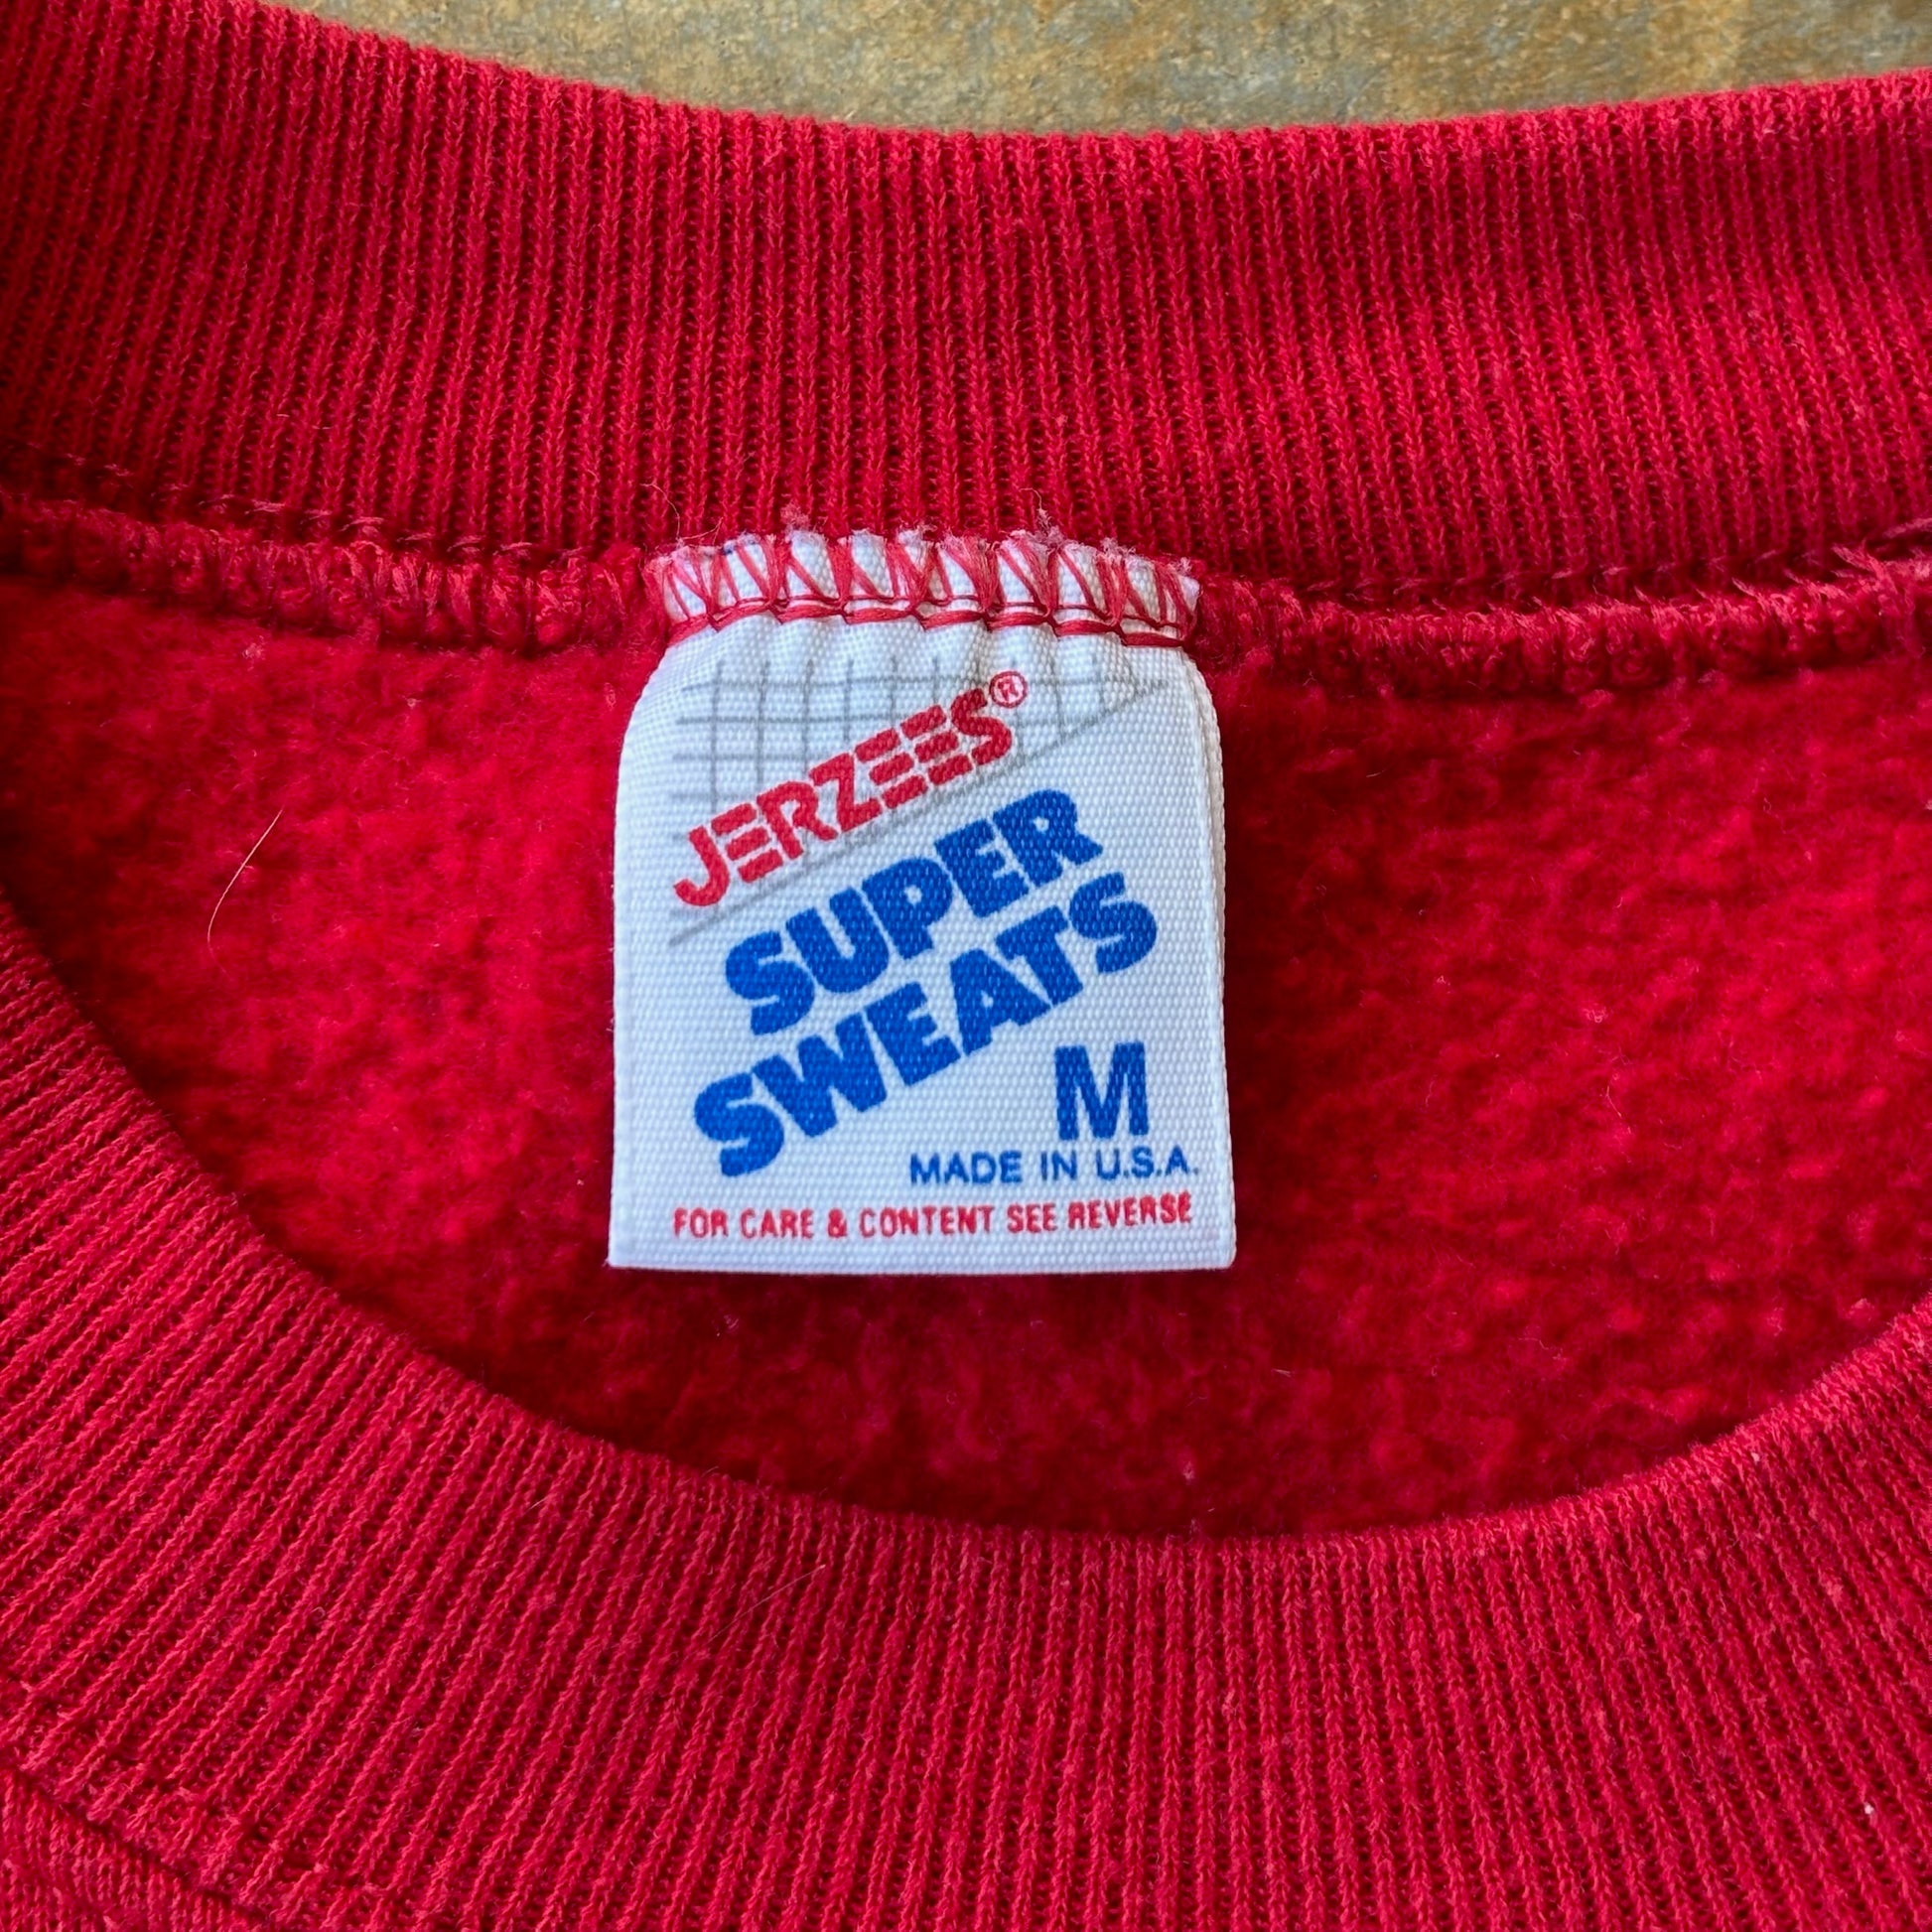 JERZEES®
SUPER
SWEATS
M
MADE IN U.S.A.
FOR CARE & CONTENT SEE REVERSE